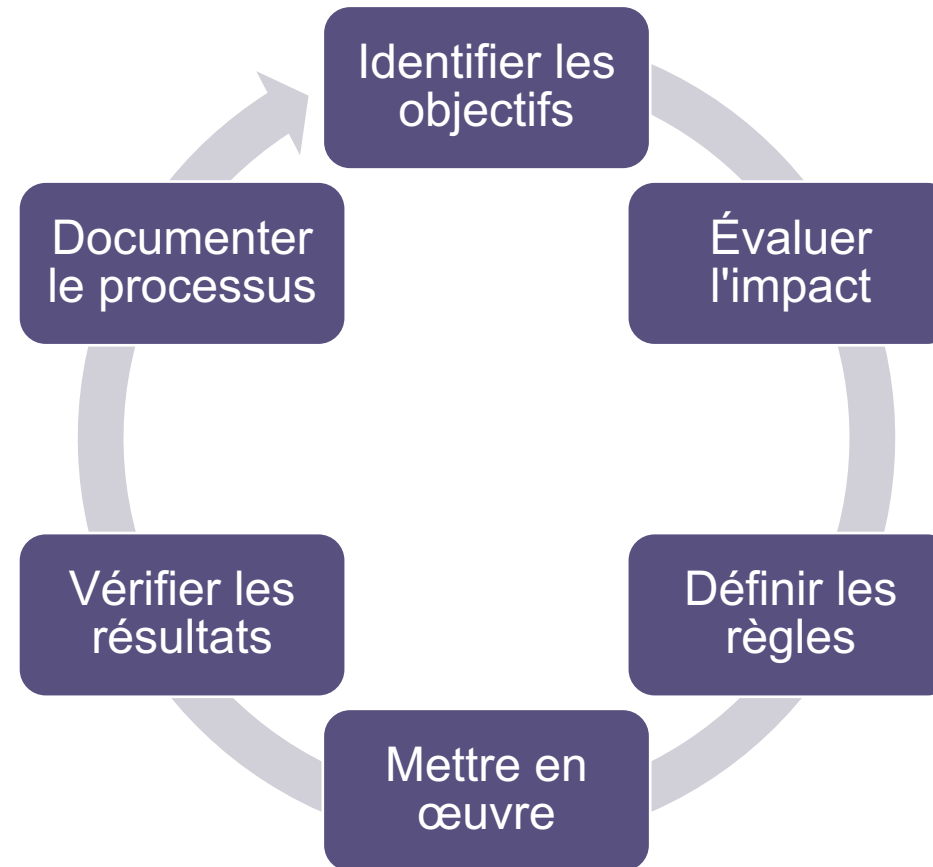 Identifier les
objectifs
Évaluer
l'impact
Définir les
règles
Mettre en
œuvre
Vérifier les
résultats
Documenter
le processus